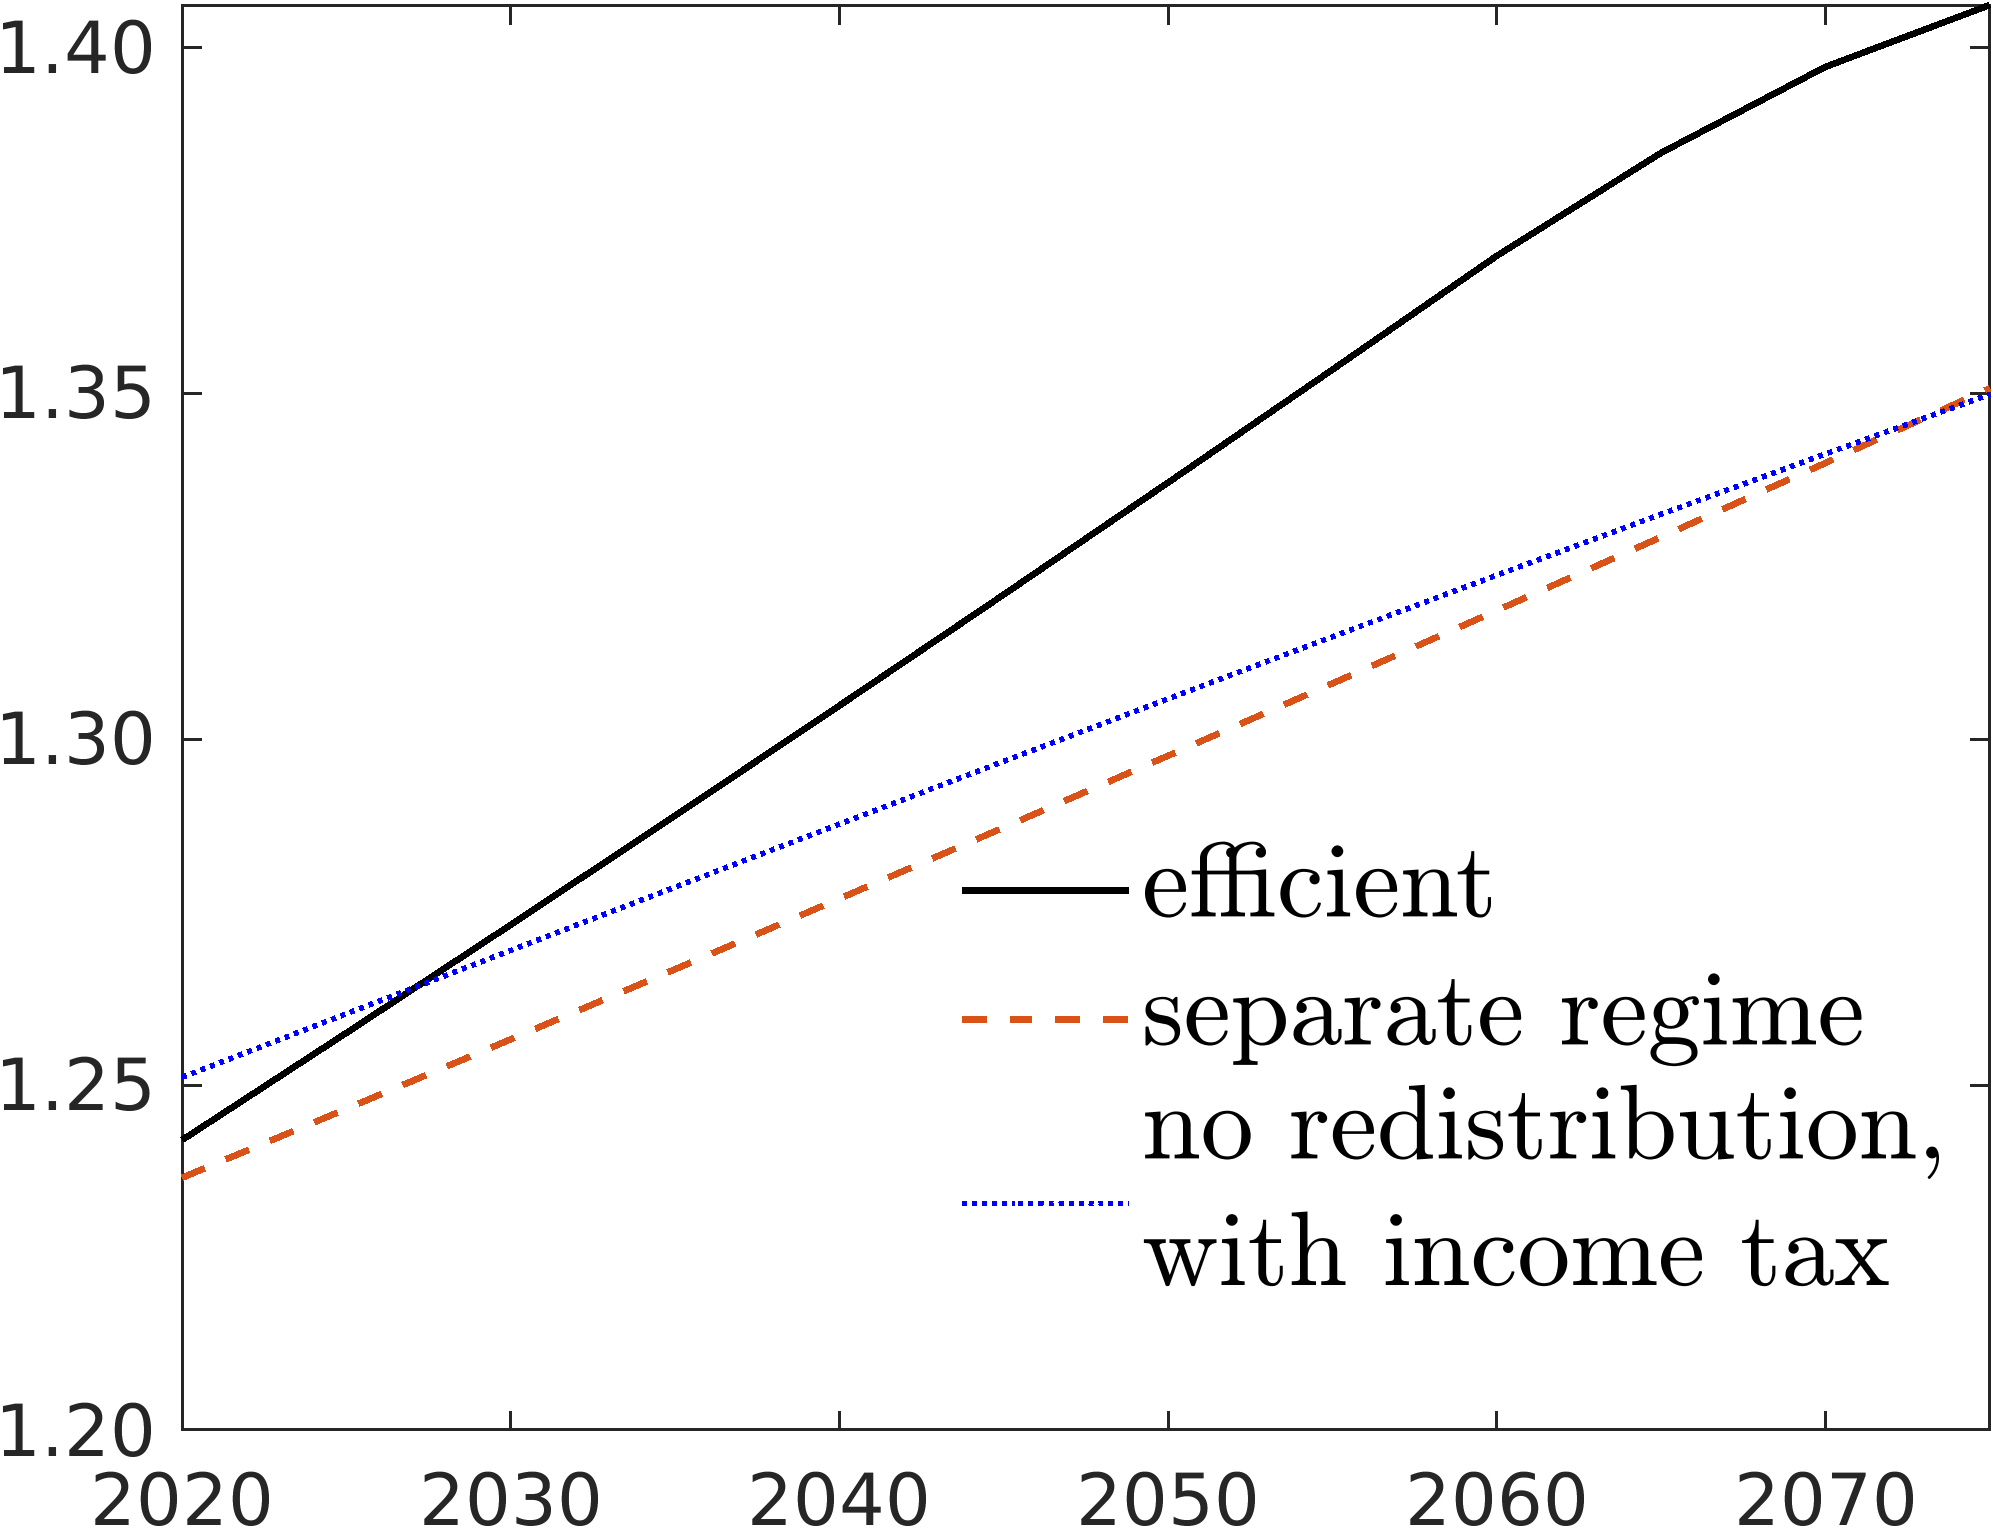 1.40
1.35
1.30
1.25
1.20
efficient
separate regime
no redistribution,
with income tax
2020 2030 2040 2050 2060 2070